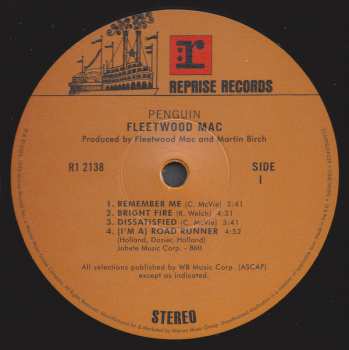 r
REPRISE RECORDS
PENGUIN
FLEETWOOD MAC
Produced by Fleetwood Mac and Martin Birch
R1 2138
SIDE
1
1. REMEMBER ME (C. McVie) 2:41
2. BRIGHT FIRE (R. Welch) 4:31
3. DISSATISFIED (C. McVie) 3:41
4. (I'M A) ROAD RUNNER 4:52
(Holland, Dozier, Holland)
Jobete Music Corp. - BMI
All selections published by WB Music Corp. (ASCAP)
except as indicated.
STEREO